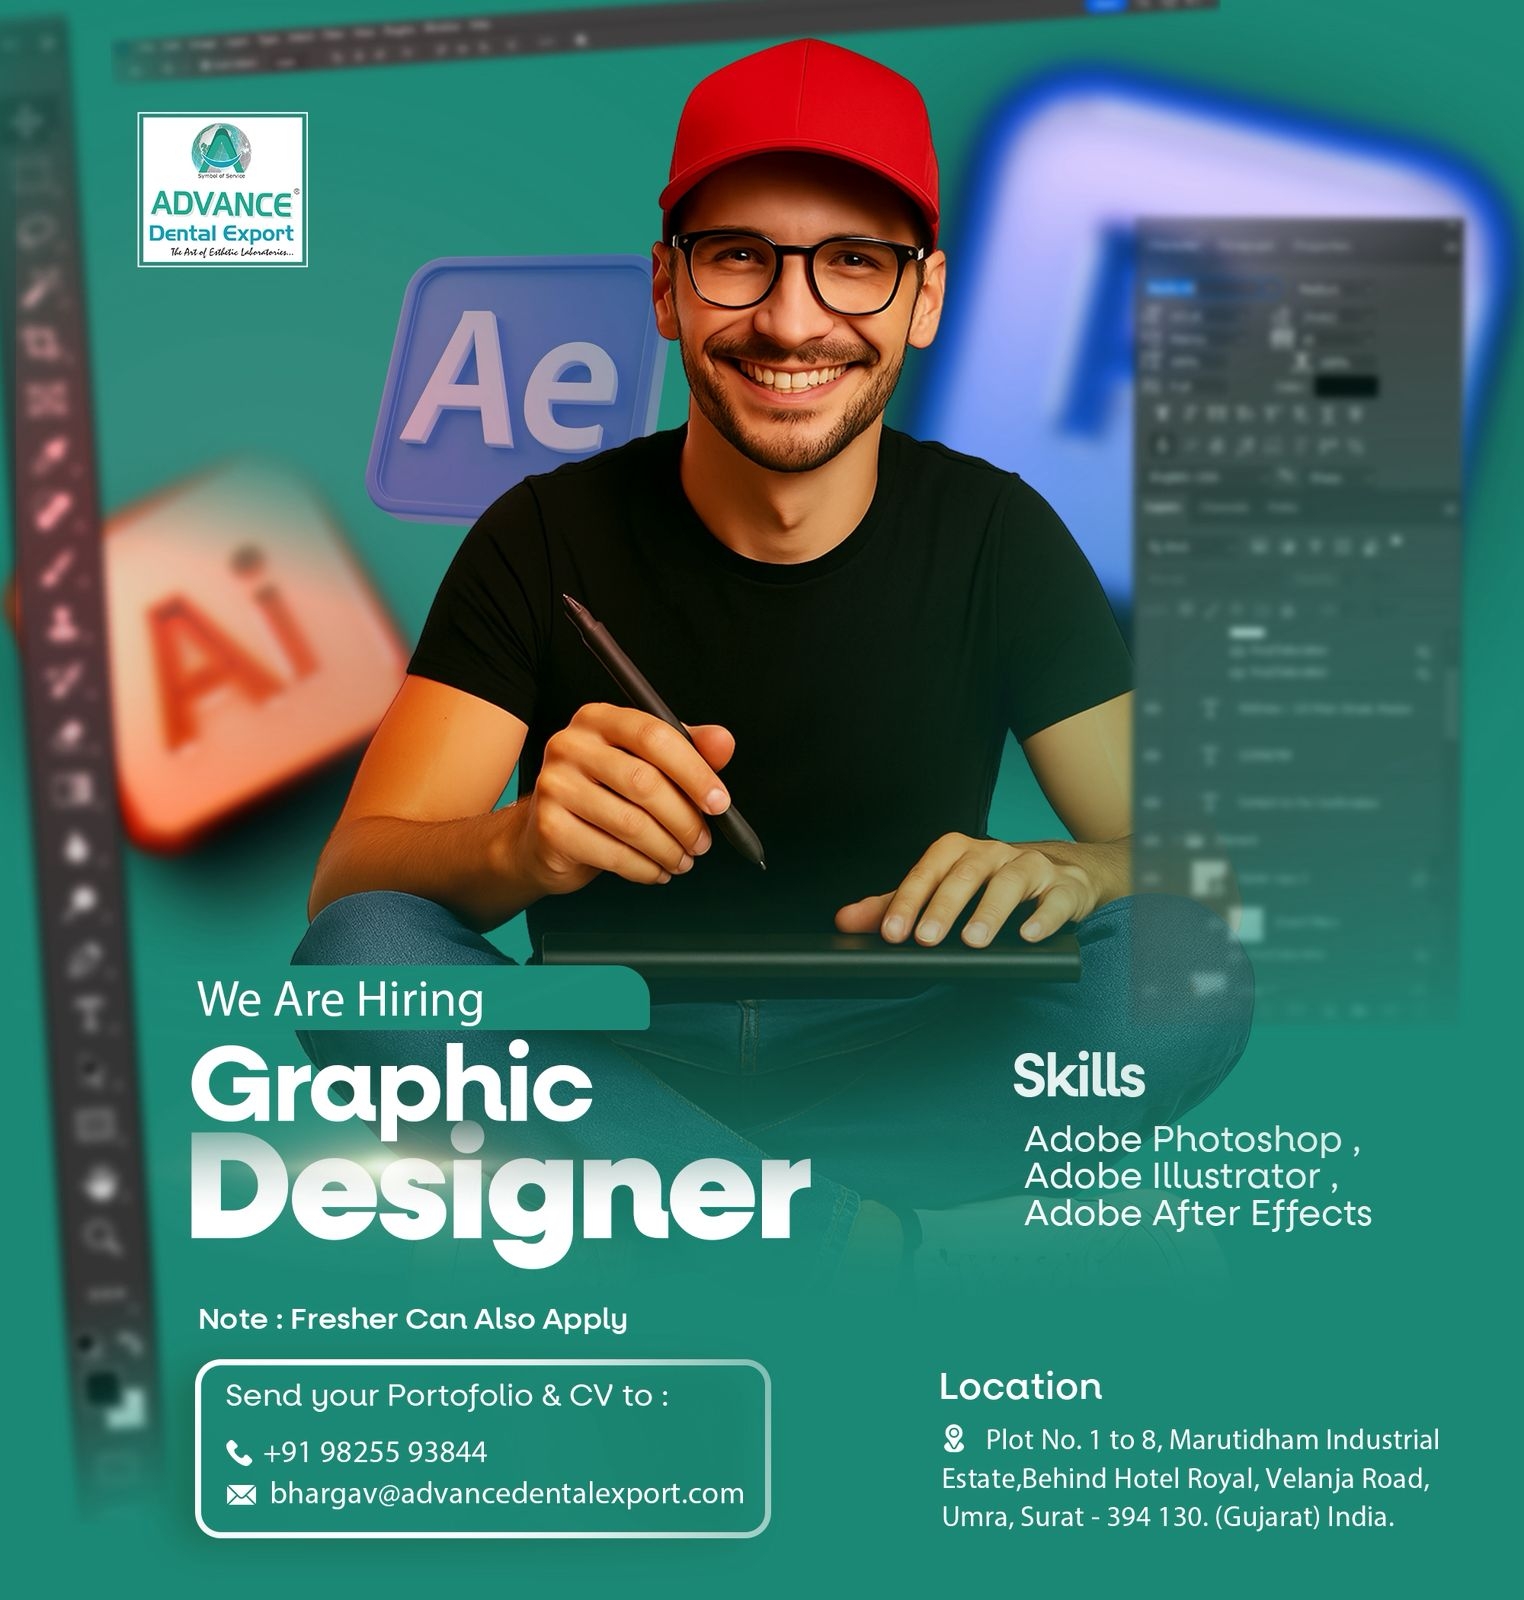 Symbol of Service
ADVANCE®
Dental Export
The Art of Esthetic Laboratories...
Ae
Ai
We Are Hiring
Graphic
Designer
Skills
Adobe Photoshop ,
Adobe Illustrator ,
Adobe After Effects
Note : Fresher Can Also Apply
Send your Portofolio & CV to :
+91 98255 93844
bhargav@advancedentalexport.com
Location
Plot No. 1 to 8, Marutidham Industrial
Estate,Behind Hotel Royal, Velanja Road,
Umra, Surat - 394 130. (Gujarat) India.